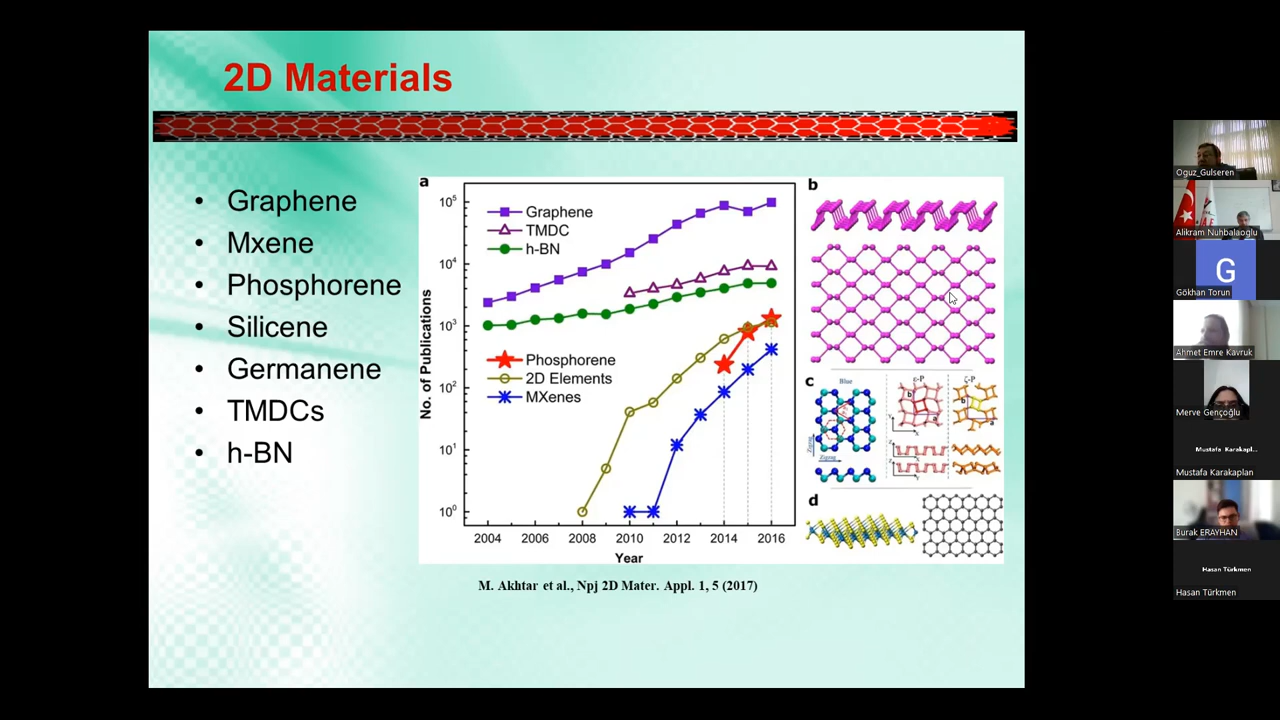 2D Materials
• Graphene
• Mxene
• Phosphorene
• Silicene
• Germanene
• TMDCs
• h-BN
a
No. of Publications
10⁵
10⁴
10³
10²
10¹
10⁰
Graphene
TMDC
h-BN
Phosphorene
2D Elements
MXenes
2004 2006 2008 2010 2012 2014 2016
Year
b
c
Blue
ε-P
ζ-P
Zigzag
b
a
b
a
d
M. Akhtar et al., Npj 2D Mater. Appl. 1, 5 (2017)
Oguz_Gulseren
Alikram Nuhbalaoglu
G
Gökhan Torun
Ahmet Emre Kavruk
Merve Gençoğlu
Mustafa Karakapl...
Mustafa Karakaplan
Burak ERAYHAN
Hasan Türkmen
Hasan Türkmen